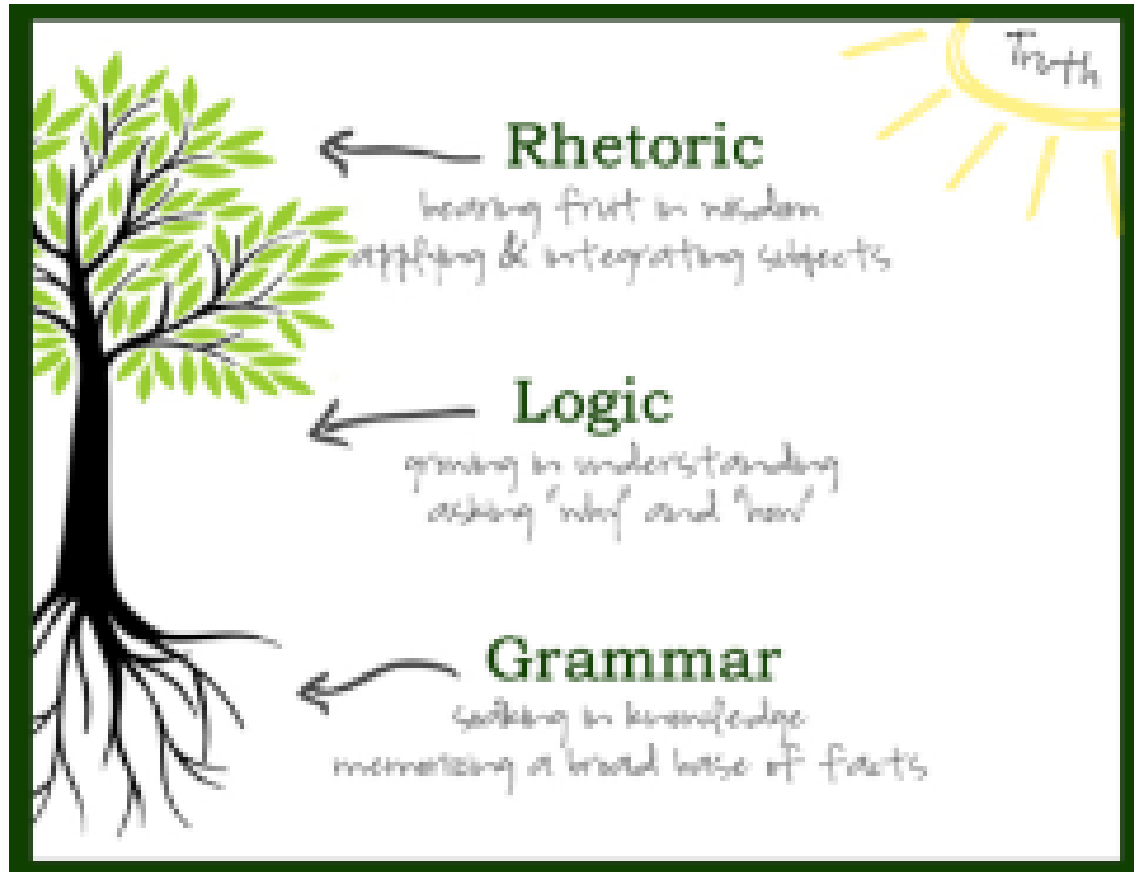 Truth
Rhetoric
bearing fruit in wisdom
applying & integrating subjects
Logic
growing in understanding
asking "why" and "how"
Grammar
soaking in knowledge
memorizing a broad base of facts